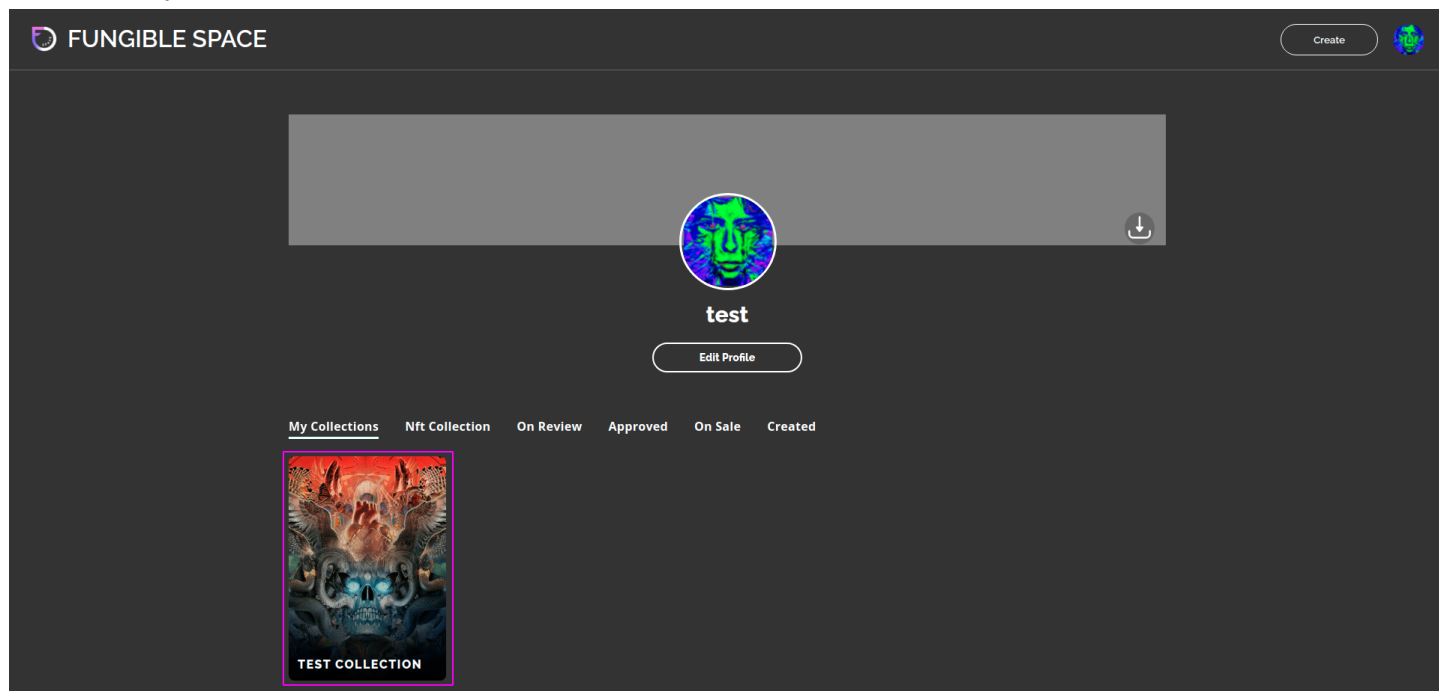 FUNGIBLE SPACE
Create
test
Edit Profile
My Collections Nft Collection On Review Approved On Sale Created
TEST COLLECTION